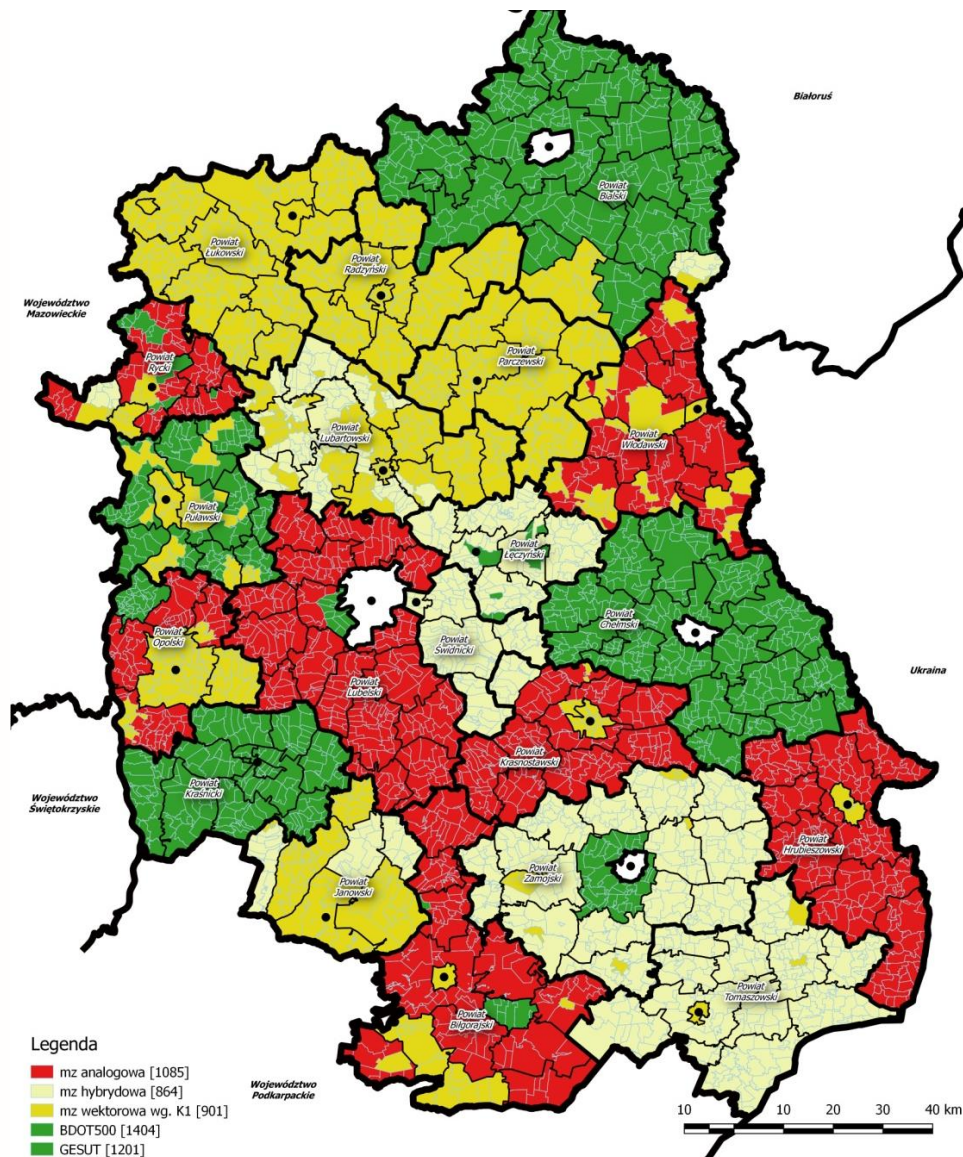 Białoruś
Powiat
Bialski
Powiat
Łukowski
Powiat
Radzyński
Województwo
Mazowieckie
Powiat
Rycki
Powiat
Parczewski
Powiat
Lubartowski
Powiat
Włodawski
Powiat
Puławski
Powiat
Łęczyński
Powiat
Chełmski
Powiat
Opolski
Powiat
Świdnicki
Ukraina
Powiat
Lubelski
Powiat
Krasnostawski
Województwo
Świętokrzyskie
Powiat
Kraśnicki
Powiat
Hrubieszowski
Powiat
Zamojski
Powiat
Janowski
Powiat
Tomaszowski
Powiat
Biłgorajski
Województwo
Podkarpackie
Legenda
mz analogowa [1085]
mz hybrydowa [864]
mz wektorowa wg. K1 [901]
BDOT500 [1404]
GESUT [1201]
10 0 10 20 30 40 km